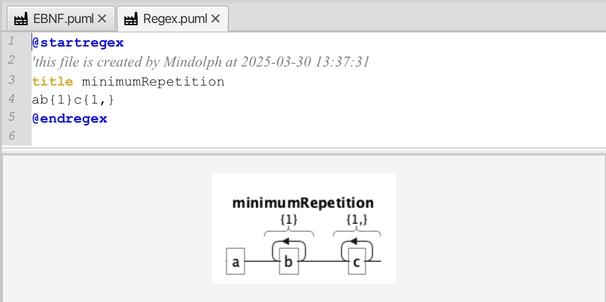 EBNF.puml × Regex.puml ×
1 @startregex
2 'this file is created by Mindolph at 2025-03-30 13:37:31
3 title minimumRepetition
4 ab{1}c{1,}
5 @endregex
6
minimumRepetition
{1} {1,}
a b c